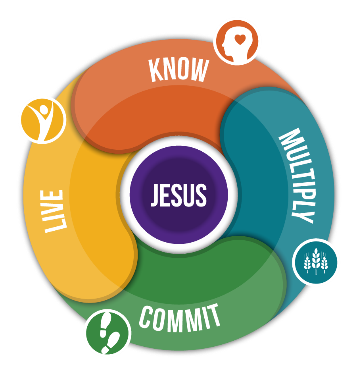 KNOW
MULTIPLY
JESUS
LIVE
COMMIT